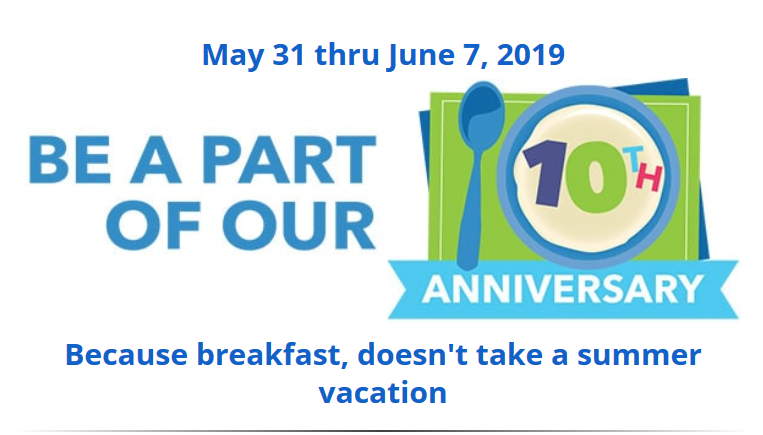 May 31 thru June 7, 2019
BE A PART
OF OUR
10TH
ANNIVERSARY
Because breakfast, doesn't take a summer
vacation